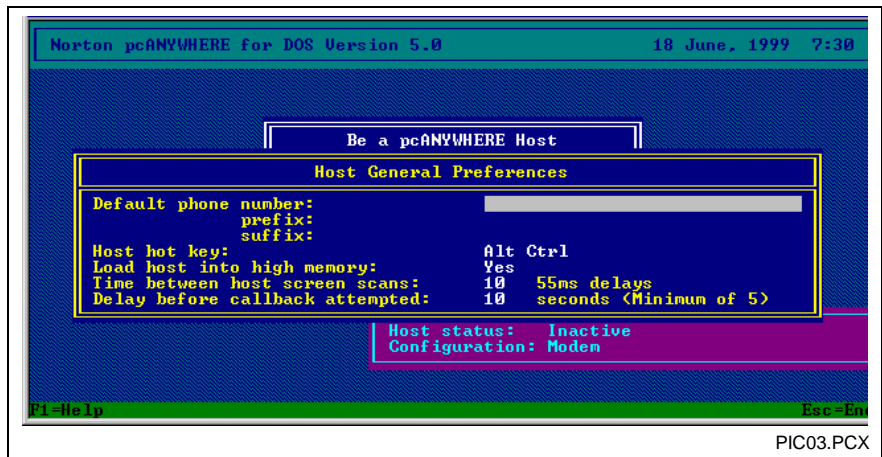 Norton pcANYWHERE for DOS Version 5.0 18 June, 1999 7:30
Be a pcANYWHERE Host
Host General Preferences
Default phone number:
prefix:
suffix:
Host hot key: Alt Ctrl
Load host into high memory: Yes
Time between host screen scans: 10 55ms delays
Delay before callback attempted: 10 seconds (Minimum of 5)
Host status: Inactive
Configuration: Modem
F1=Help Esc=En
PIC03.PCX